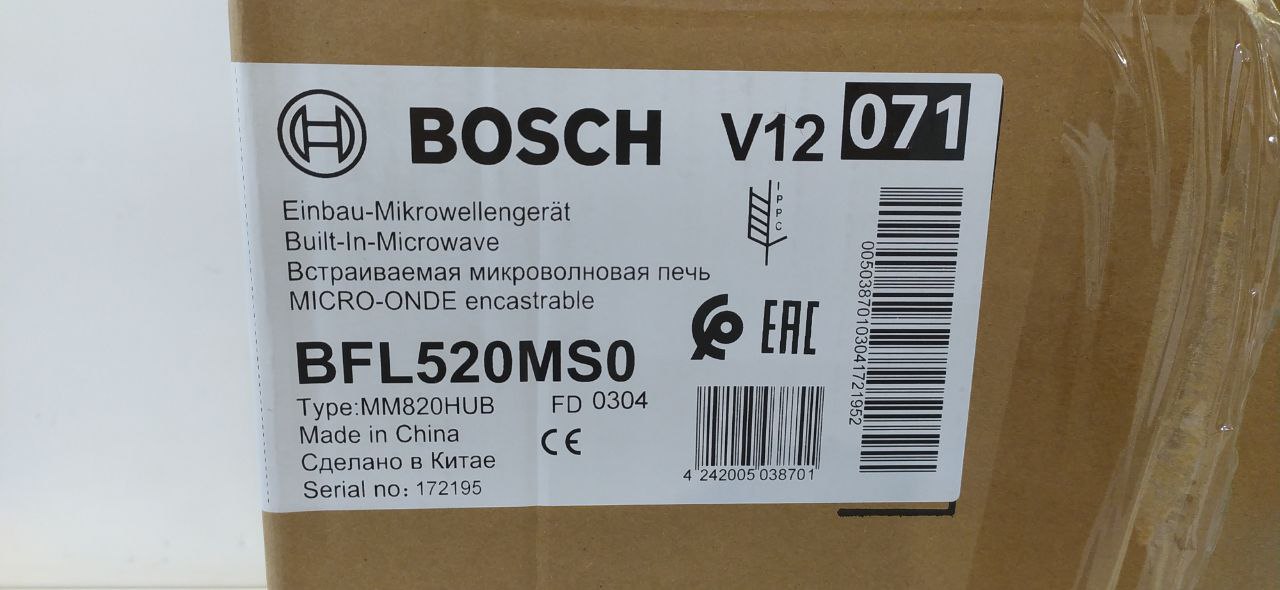 BOSCH V12 071
Einbau-Mikrowellengerät
Built-In-Microwave
Встраиваемая микроволновая печь
MICRO-ONDE encastrable
IPPC
EAC
BFL520MS0
Type:MM820HUB FD 0304
Made in China
CE
Сделано в Китае
Serial no: 172195
4 242005 038701
00503870103041721952